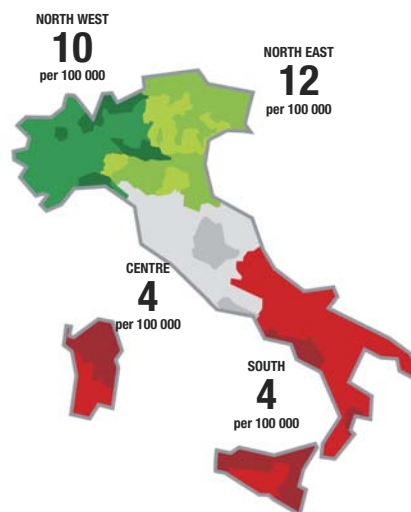 NORTH WEST
10
per 100 000
NORTH EAST
12
per 100 000
CENTRE
4
per 100 000
SOUTH
4
per 100 000